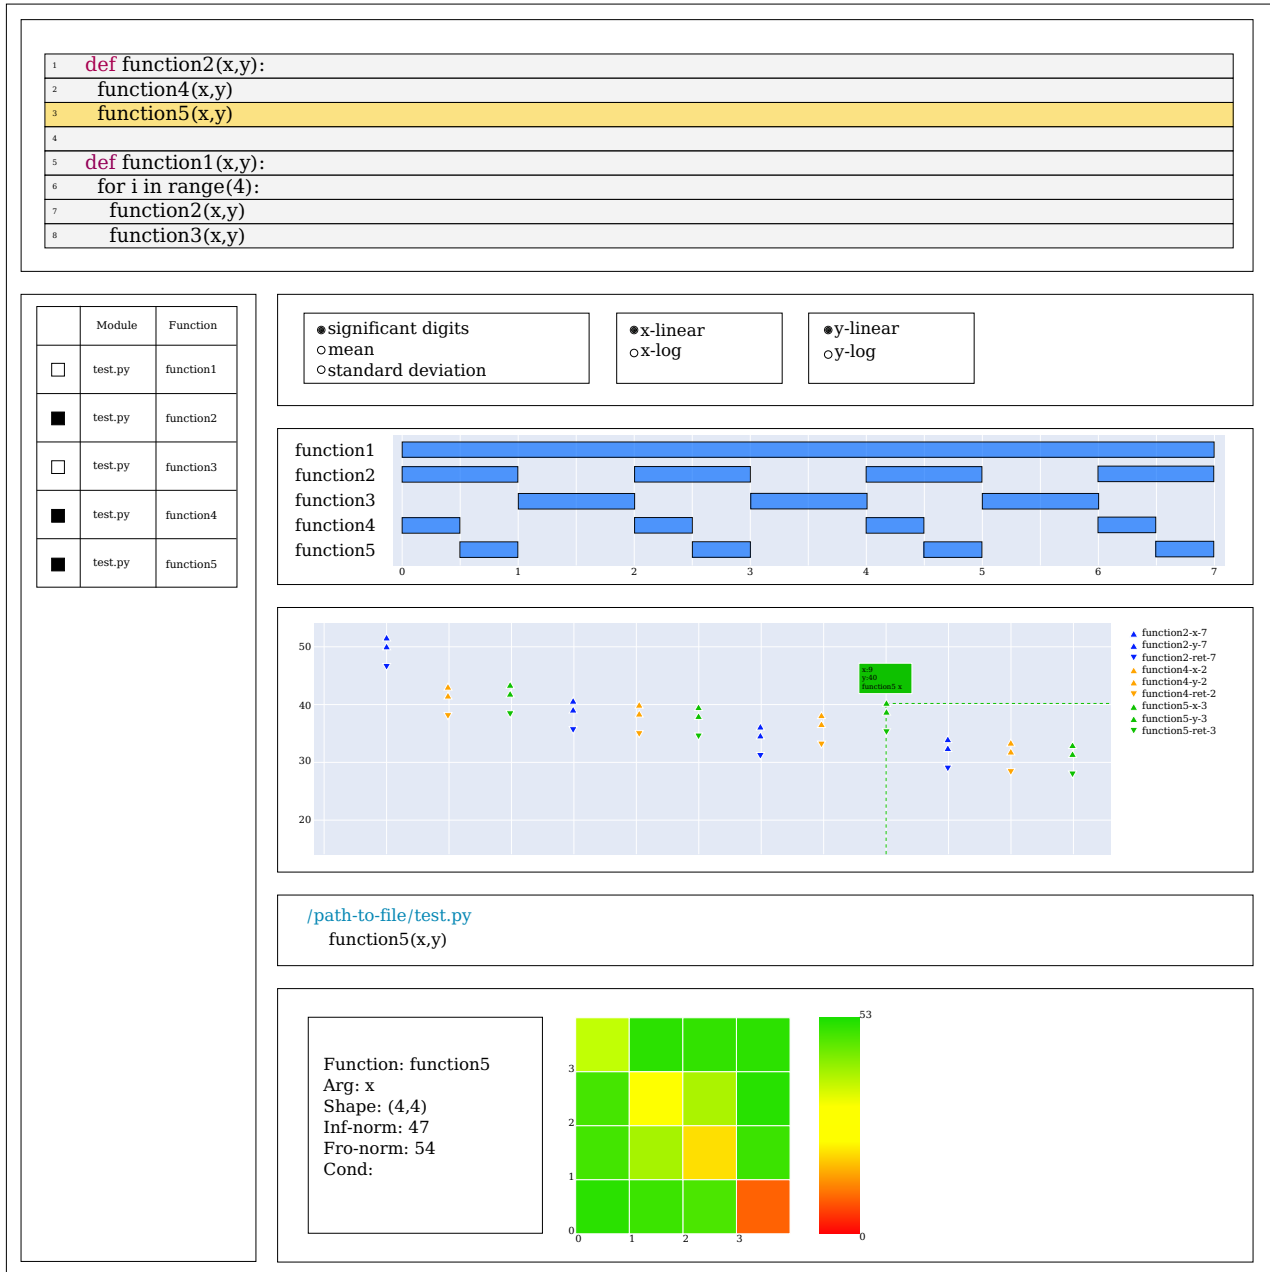 1 def function2(x,y):
2 function4(x,y)
3 function5(x,y)
4
5 def function1(x,y):
6 for i in range(4):
7 function2(x,y)
8 function3(x,y)
Module Function
test.py function1
test.py function2
test.py function3
test.py function4
test.py function5
significant digits
mean
standard deviation
x-linear
x-log
y-linear
y-log
function1
function2
function3
function4
function5
0 1 2 3 4 5 6 7
50
40
30
20
x:9
y:40
function5 x
function2-x-7
function2-y-7
function2-ret-7
function4-x-2
function4-y-2
function4-ret-2
function5-x-3
function5-y-3
function5-ret-3
/path-to-file/test.py
function5(x,y)
Function: function5
Arg: x
Shape: (4,4)
Inf-norm: 47
Fro-norm: 54
Cond:
3
2
1
0
0 1 2 3
53
0